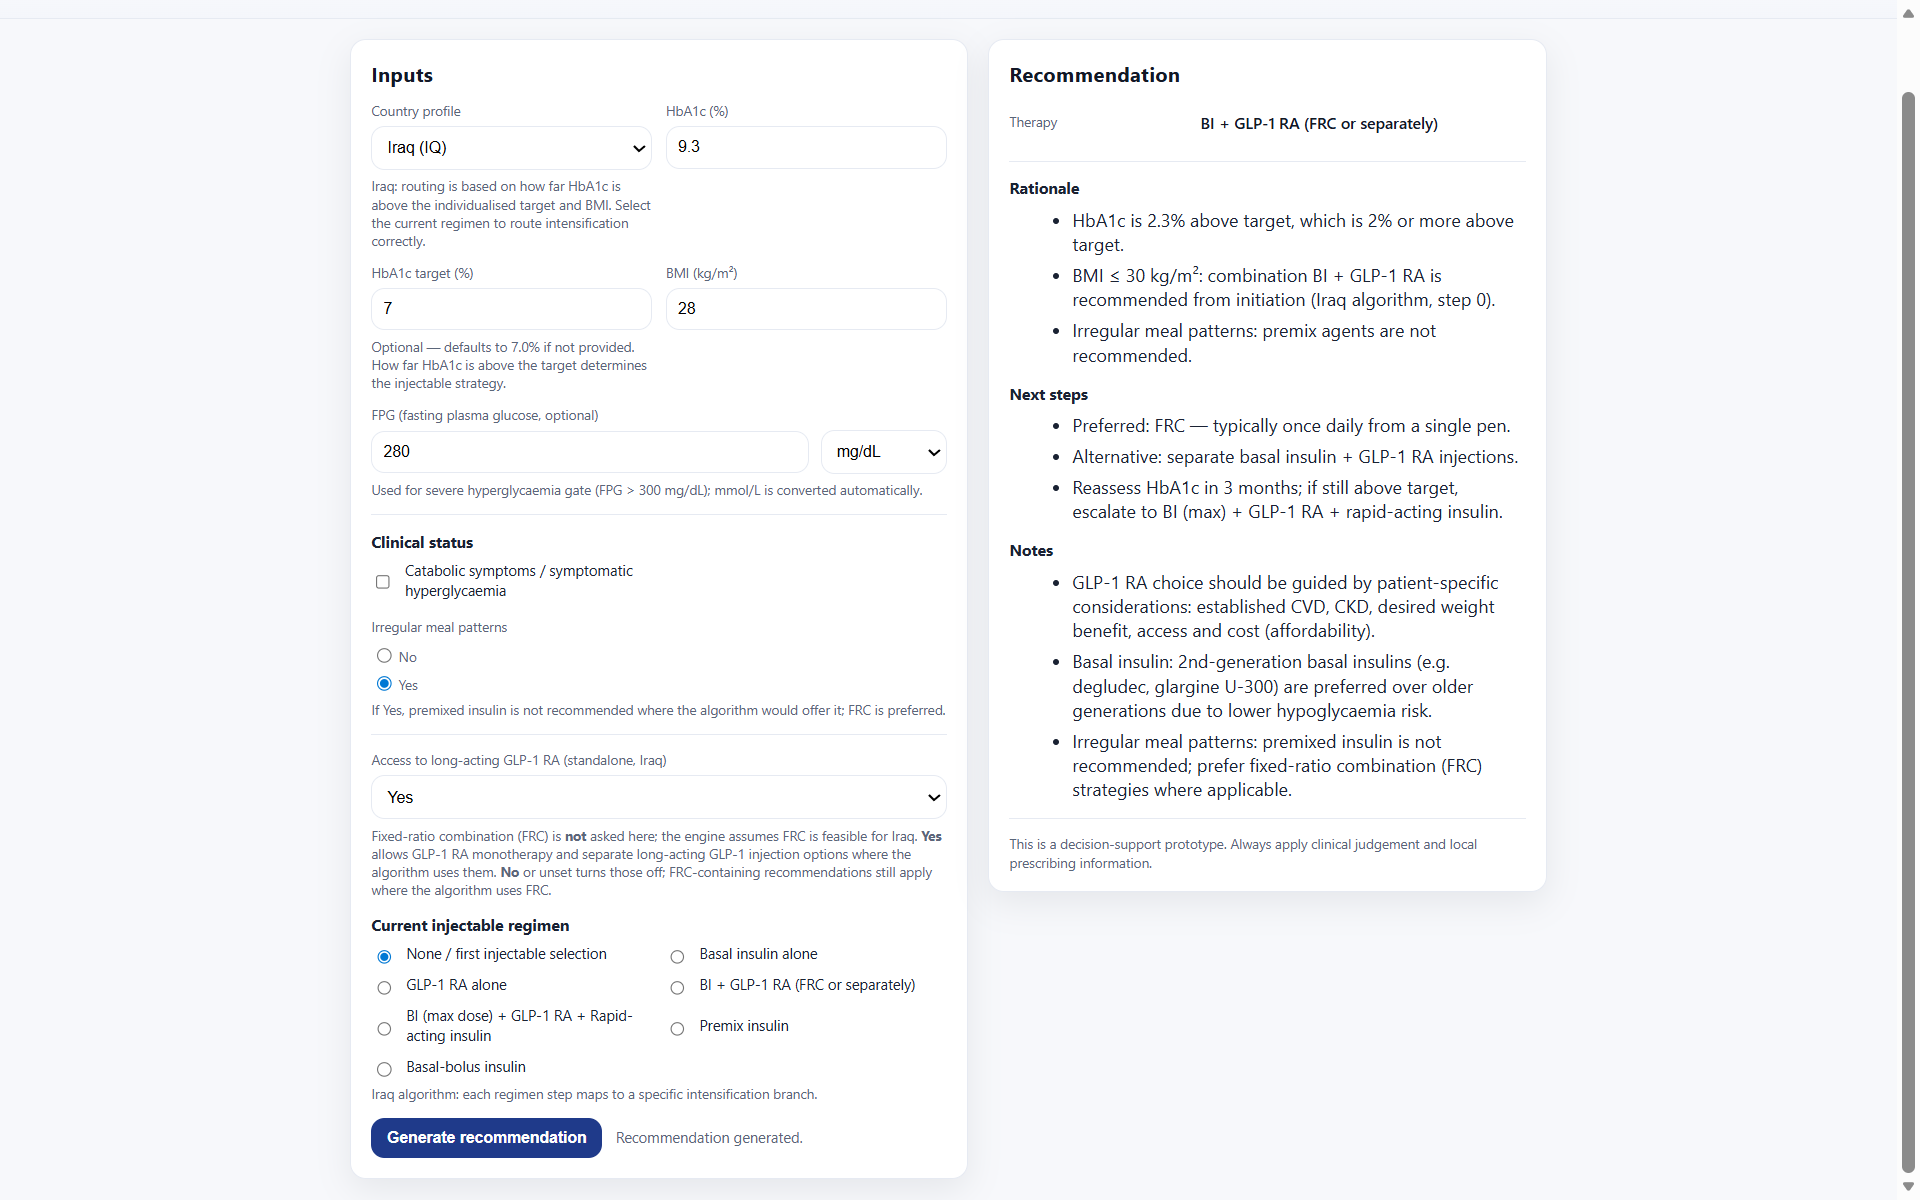 Inputs
Country profile
HbA1c (%)
Iraq (IQ)
9.3
Iraq: routing is based on how far HbA1c is
above the individualised target and BMI. Select
the current regimen to route intensification
correctly.
HbA1c target (%)
BMI (kg/m²)
7
28
Optional — defaults to 7.0% if not provided.
How far HbA1c is above the target determines
the injectable strategy.
FPG (fasting plasma glucose, optional)
280
mg/dL
Used for severe hyperglycaemia gate (FPG > 300 mg/dL); mmol/L is converted automatically.
Clinical status
Catabolic symptoms / symptomatic
hyperglycaemia
Irregular meal patterns
No
Yes
If Yes, premixed insulin is not recommended where the algorithm would offer it; FRC is preferred.
Access to long-acting GLP-1 RA (standalone, Iraq)
Yes
Fixed-ratio combination (FRC) is not asked here; the engine assumes FRC is feasible for Iraq. Yes
allows GLP-1 RA monotherapy and separate long-acting GLP-1 injection options where the
algorithm uses them. No or unset turns those off; FRC-containing recommendations still apply
where the algorithm uses FRC.
Current injectable regimen
None / first injectable selection
Basal insulin alone
GLP-1 RA alone
BI + GLP-1 RA (FRC or separately)
BI (max dose) + GLP-1 RA + Rapid-
acting insulin
Premix insulin
Basal-bolus insulin
Iraq algorithm: each regimen step maps to a specific intensification branch.
Generate recommendation
Recommendation generated.
Recommendation
Therapy
BI + GLP-1 RA (FRC or separately)
Rationale
• HbA1c is 2.3% above target, which is 2% or more above
target.
• BMI ≤ 30 kg/m²: combination BI + GLP-1 RA is
recommended from initiation (Iraq algorithm, step 0).
• Irregular meal patterns: premix agents are not
recommended.
Next steps
• Preferred: FRC — typically once daily from a single pen.
• Alternative: separate basal insulin + GLP-1 RA injections.
• Reassess HbA1c in 3 months; if still above target,
escalate to BI (max) + GLP-1 RA + rapid-acting insulin.
Notes
• GLP-1 RA choice should be guided by patient-specific
considerations: established CVD, CKD, desired weight
benefit, access and cost (affordability).
• Basal insulin: 2nd-generation basal insulins (e.g.
degludec, glargine U-300) are preferred over older
generations due to lower hypoglycaemia risk.
• Irregular meal patterns: premixed insulin is not
recommended; prefer fixed-ratio combination (FRC)
strategies where applicable.
This is a decision-support prototype. Always apply clinical judgement and local
prescribing information.